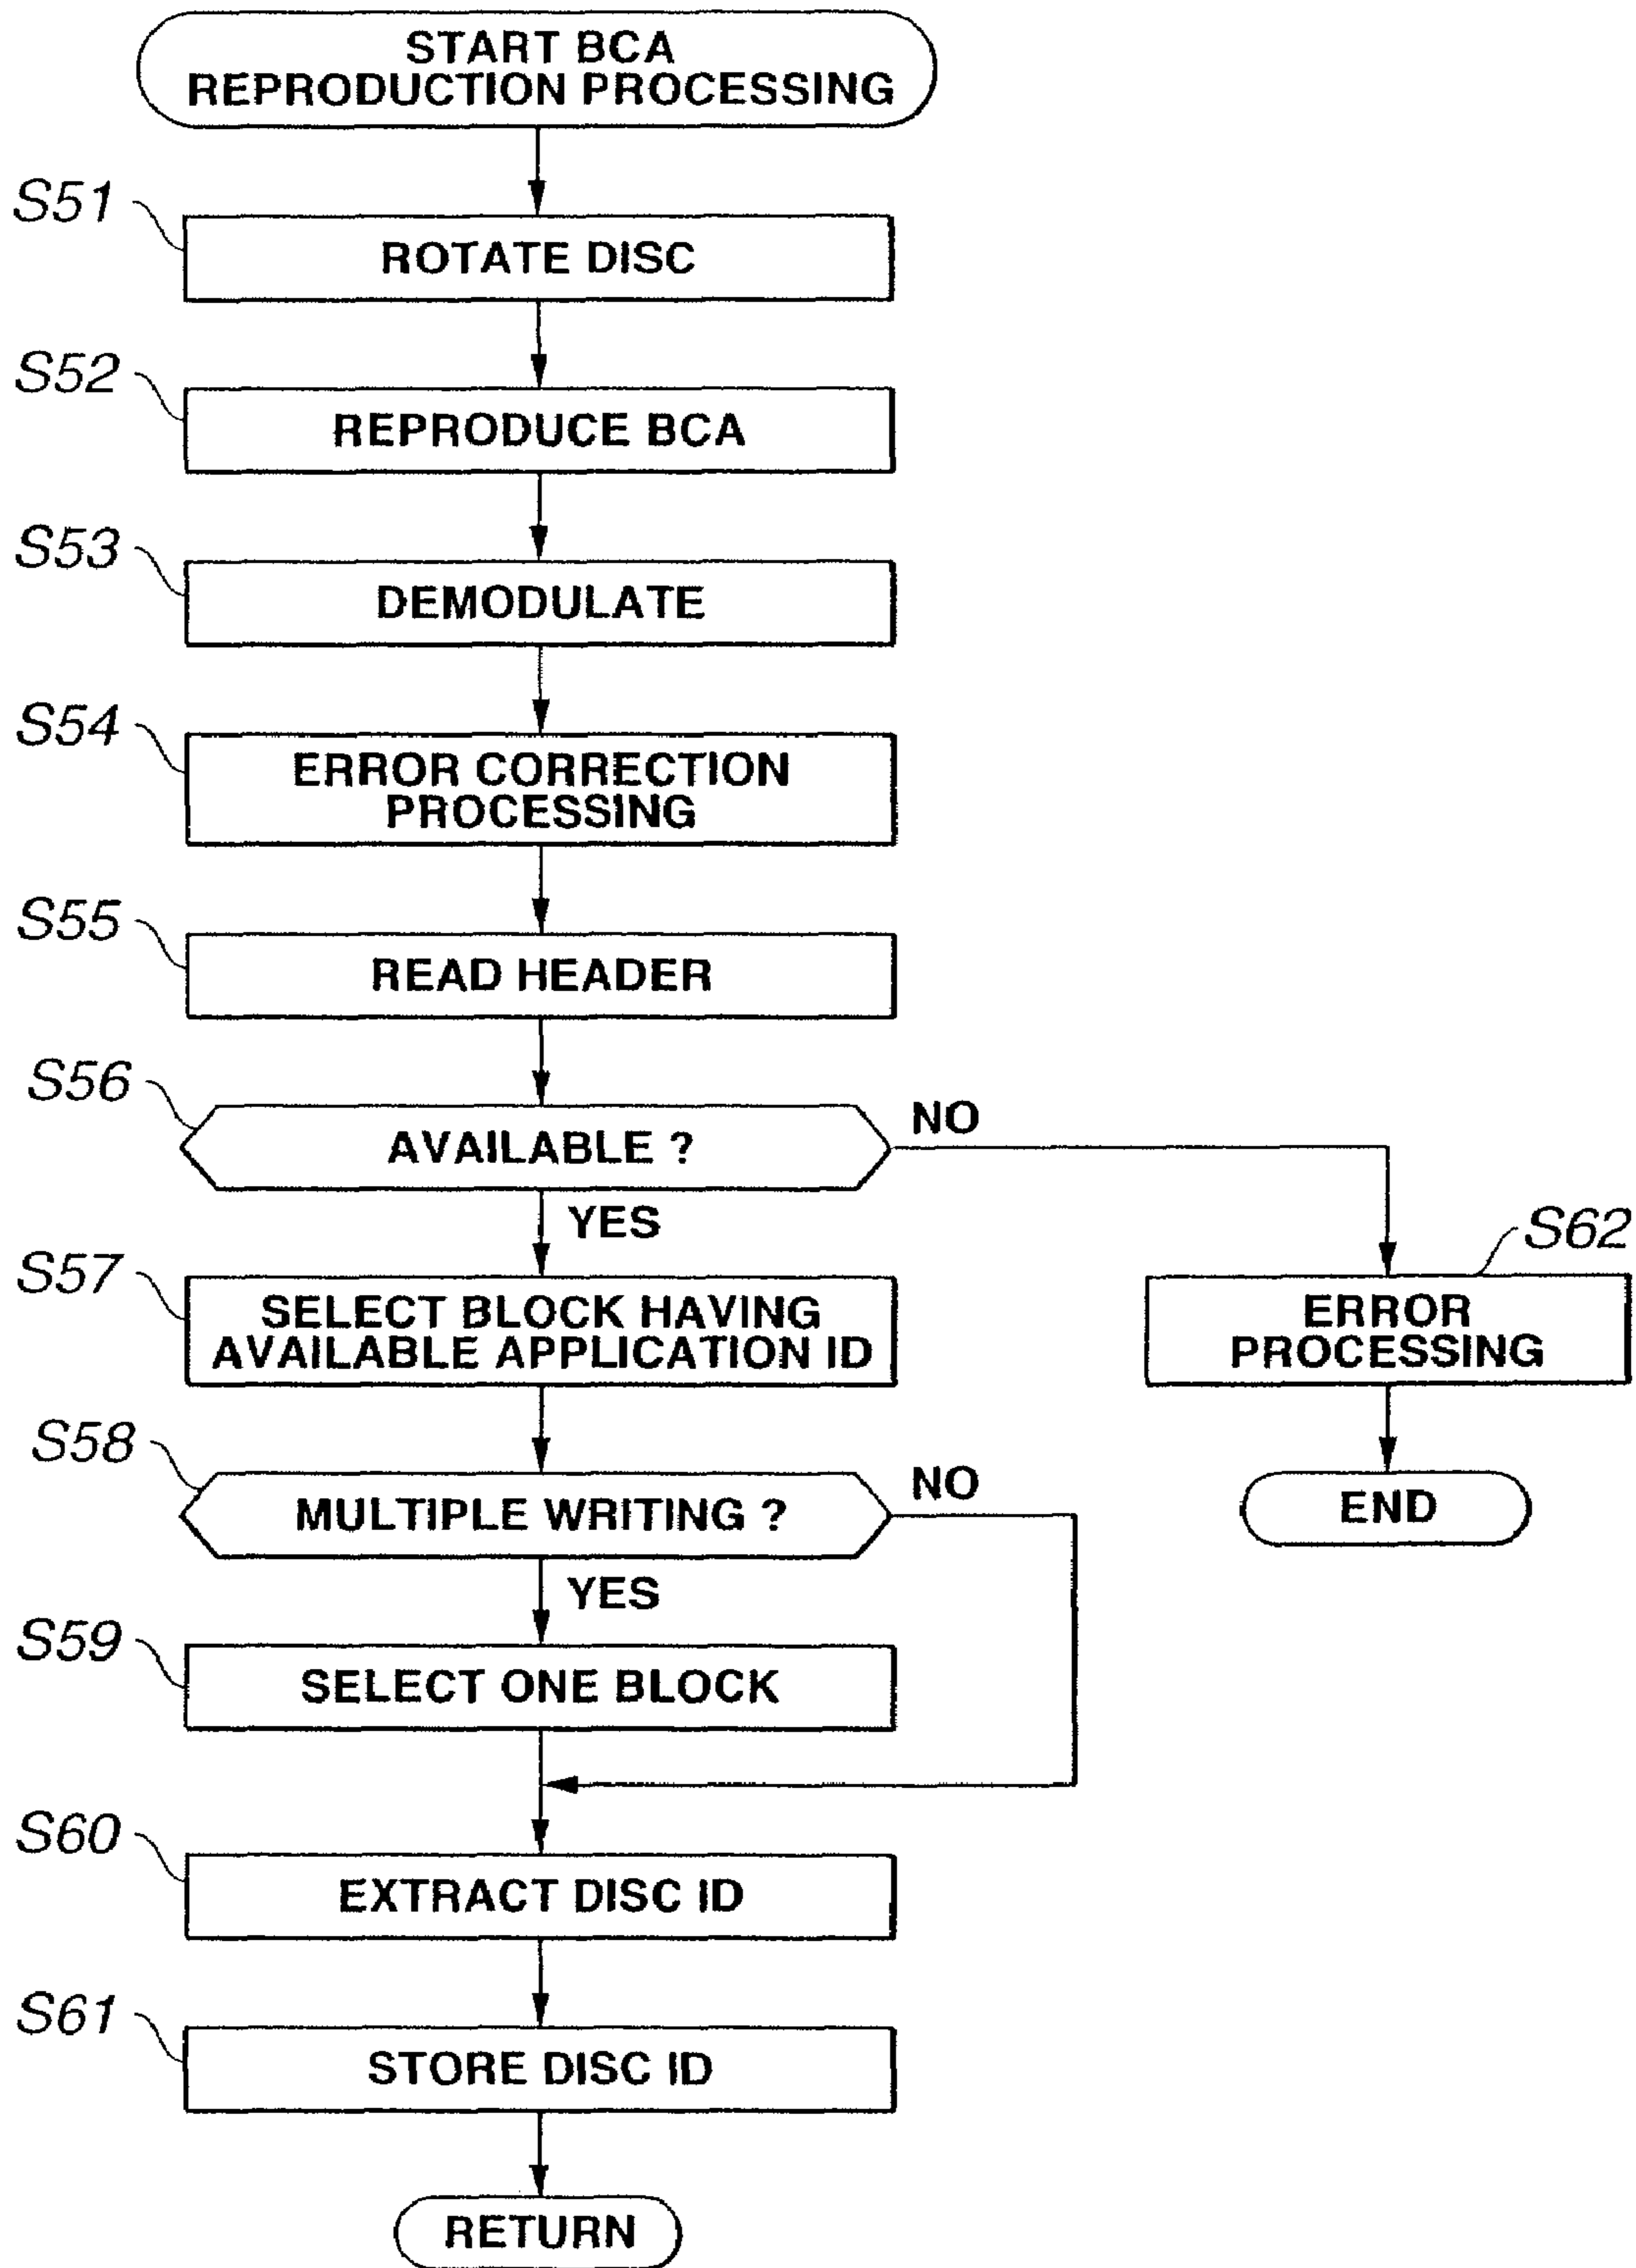 START BCA
REPRODUCTION PROCESSING
S51
ROTATE DISC
S52
REPRODUCE BCA
S53
DEMODULATE
S54
ERROR CORRECTION
PROCESSING
S55
READ HEADER
S56
AVAILABLE ?
NO
YES
S62
ERROR
PROCESSING
END
S57
SELECT BLOCK HAVING
AVAILABLE APPLICATION ID
S58
MULTIPLE WRITING ?
NO
YES
S59
SELECT ONE BLOCK
S60
EXTRACT DISC ID
S61
STORE DISC ID
RETURN